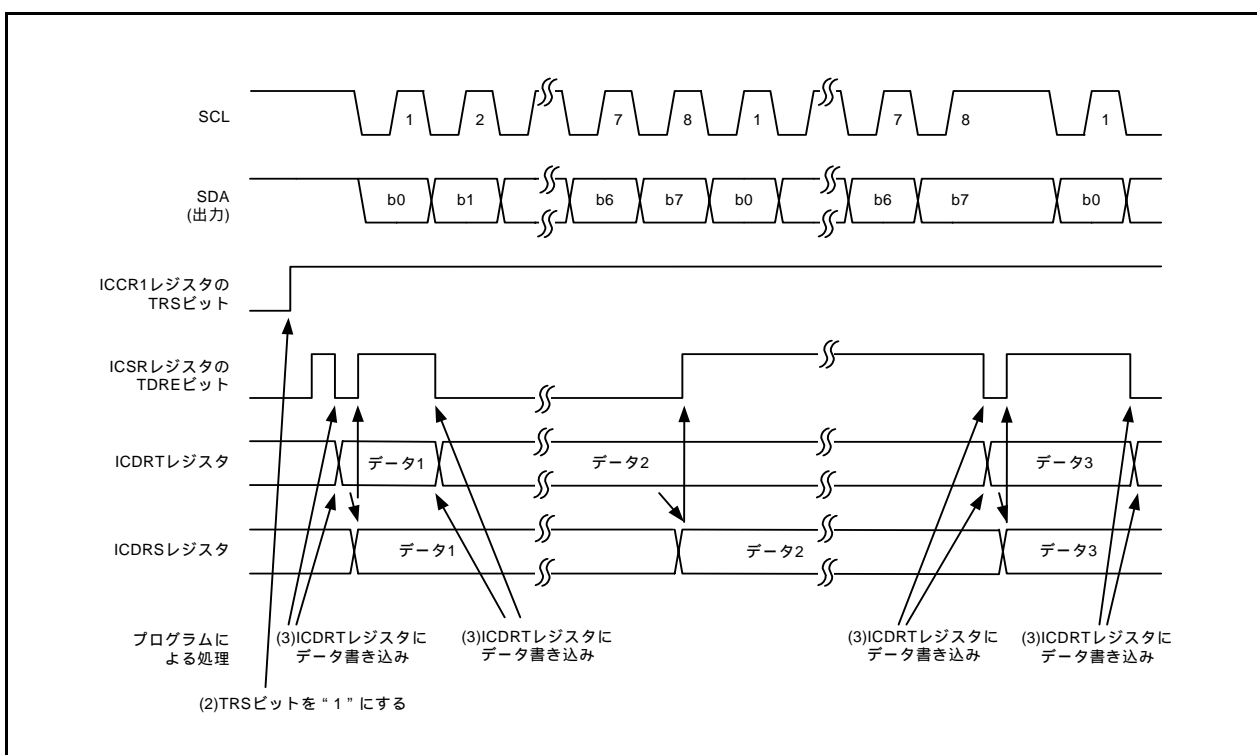 SCL
1 2 7 8 1 7 8 1
SDA
(出力)
b0 b1 b6 b7 b0 b6 b7 b0
ICCR1レジスタの
TRSビット
ICSRレジスタの
TDREビット
ICDRTレジスタ
データ1 データ2 データ3
ICDRSレジスタ
データ1 データ2 データ3
プログラムに
よる処理
(3)ICDRTレジスタに
データ書き込み
(3)ICDRTレジスタに
データ書き込み
(3)ICDRTレジスタに
データ書き込み
(3)ICDRTレジスタに
データ書き込み
(2)TRSビットを“1”にする